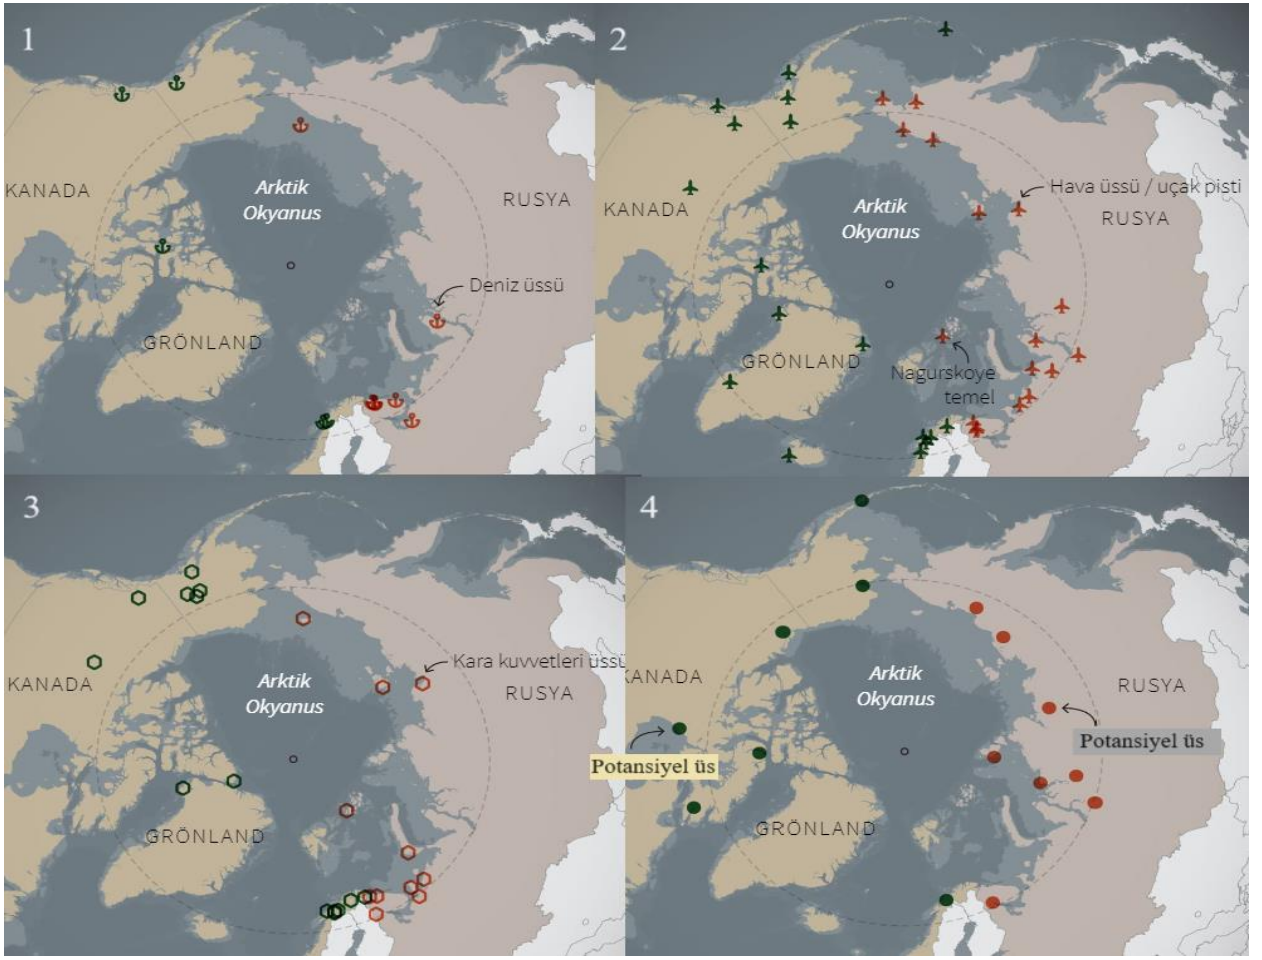 1
KANADA
Arktik
Okyanus
RUSYA
Deniz üssü
GRÖNLAND
2
Hava üssü / uçak pisti
KANADA
Arktik
Okyanus
RUSYA
GRÖNLAND
Nagurskoye
temel
3
Kara kuvvetleri üssü
KANADA
Arktik
Okyanus
RUSYA
GRÖNLAND
4
KANADA
Arktik
Okyanus
RUSYA
Potansiyel üs
Potansiyel üs
GRÖNLAND